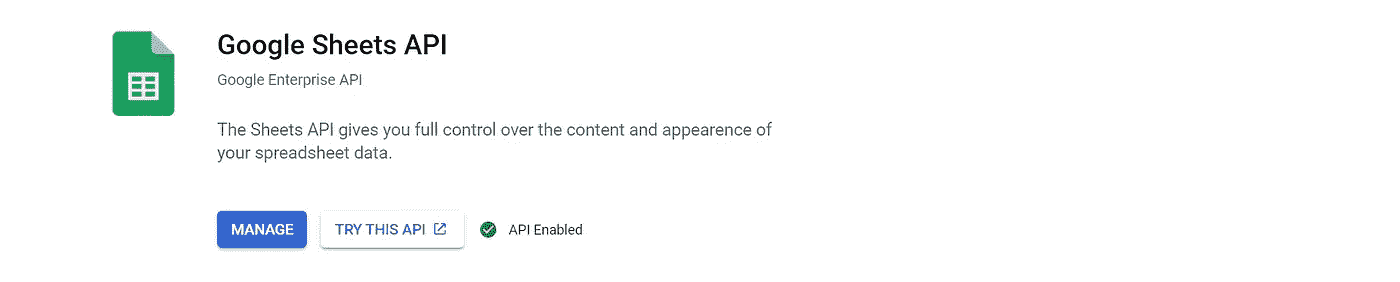 Google Sheets API
Google Enterprise API
The Sheets API gives you full control over the content and appearence of
your spreadsheet data.
MANAGE
TRY THIS API
API Enabled